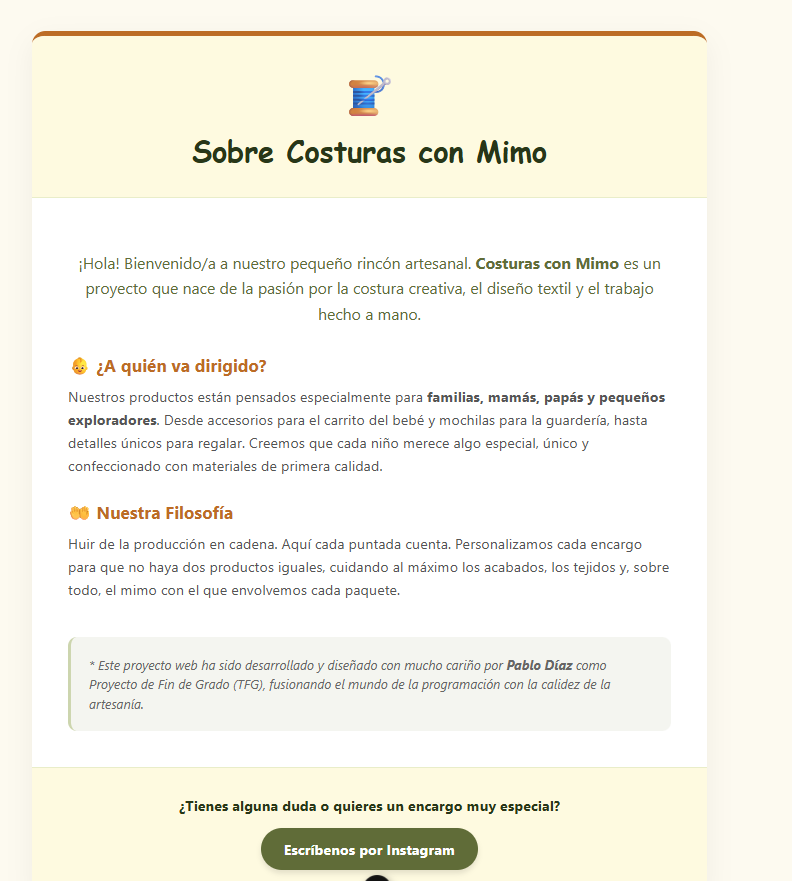 Sobre Costuras con Mimo
¡Hola! Bienvenido/a a nuestro pequeño rincón artesanal. Costuras con Mimo es un
proyecto que nace de la pasión por la costura creativa, el diseño textil y el trabajo
hecho a mano.
¿A quién va dirigido?
Nuestros productos están pensados especialmente para familias, mamás, papás y pequeños
exploradores. Desde accesorios para el carrito del bebé y mochilas para la guardería, hasta
detalles únicos para regalar. Creemos que cada niño merece algo especial, único y
confeccionado con materiales de primera calidad.
Nuestra Filosofía
Huir de la producción en cadena. Aquí cada puntada cuenta. Personalizamos cada encargo
para que no haya dos productos iguales, cuidando al máximo los acabados, los tejidos y, sobre
todo, el mimo con el que envolvemos cada paquete.
* Este proyecto web ha sido desarrollado y diseñado con mucho cariño por Pablo Díaz como
Proyecto de Fin de Grado (TFG), fusionando el mundo de la programación con la calidez de la
artesanía.
¿Tienes alguna duda o quieres un encargo muy especial?
Escríbenos por Instagram